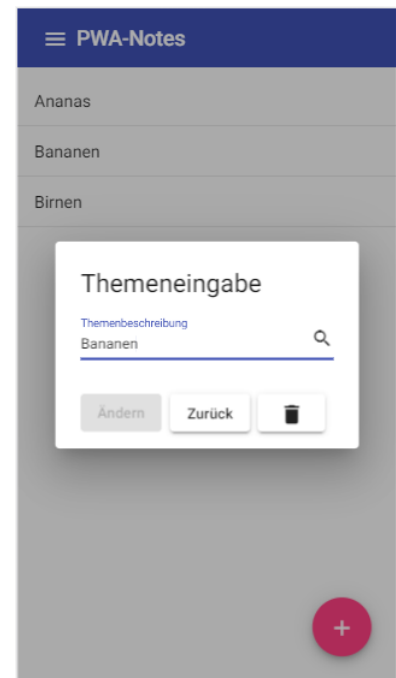 PWA-Notes
Ananas
Bananen
Birnen
Themeneingabe
Themenbeschreibung
Bananen
Ändern Zurück
+